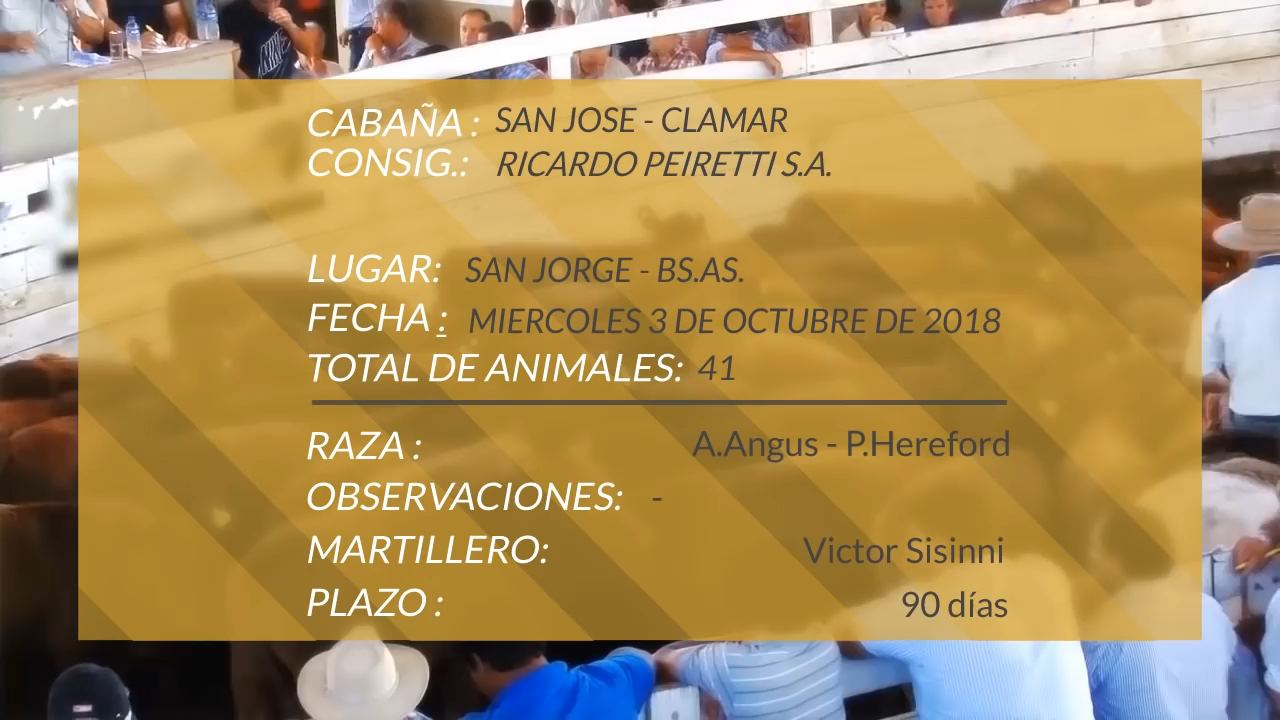 CABAÑA : SAN JOSE - CLAMAR
CONSIG.: RICARDO PEIRETTI S.A.
LUGAR: SAN JORGE - BS.AS.
FECHA : MIERCOLES 3 DE OCTUBRE DE 2018
TOTAL DE ANIMALES: 41
RAZA : A.Angus - P.Hereford
OBSERVACIONES: -
MARTILLERO: Victor Sisinni
PLAZO : 90 días